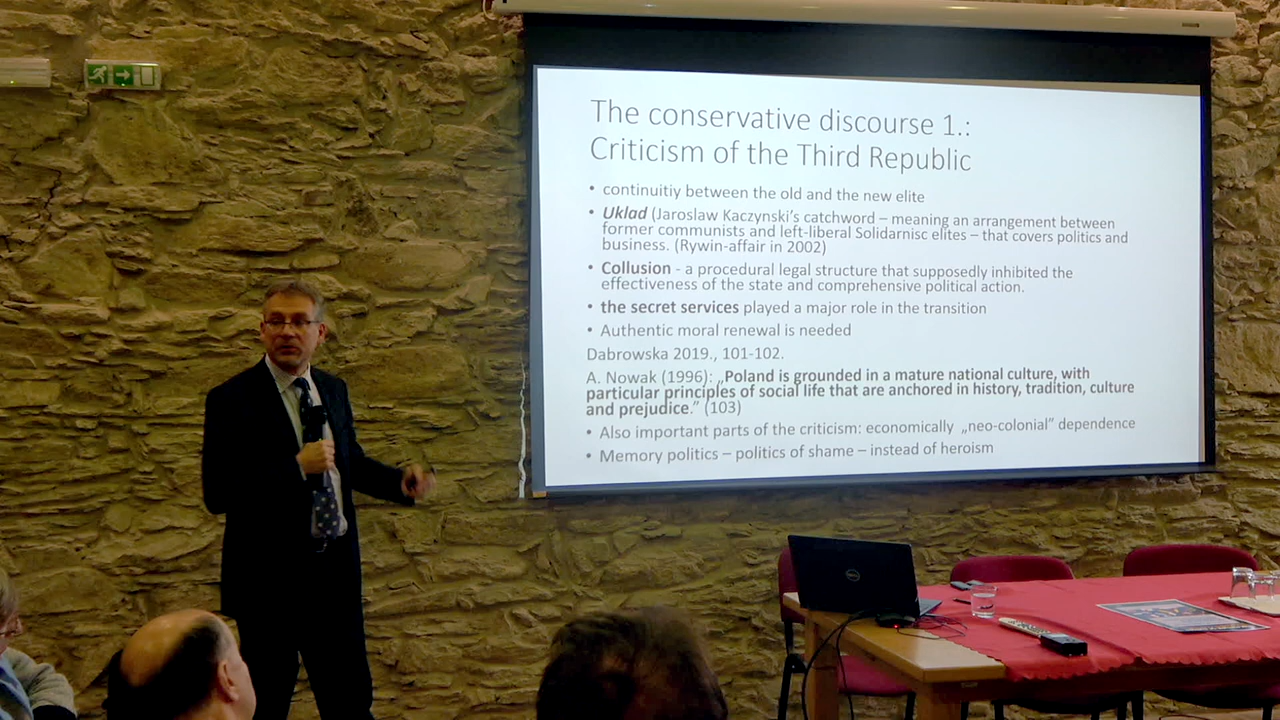 The conservative discourse 1.:
Criticism of the Third Republic
• continuitiy between the old and the new elite
• Uklad (Jaroslaw Kaczynski's catchword – meaning an arrangement between
former communists and left-liberal Solidarnisc elites – that covers politics and
business. (Rywin-affair in 2002)
• Collusion - a procedural legal structure that supposedly inhibited the
effectiveness of the state and comprehensive political action.
• the secret services played a major role in the transition
• Authentic moral renewal is needed
Dabrowska 2019., 101-102.
A. Nowak (1996): „Poland is grounded in a mature national culture, with
particular principles of social life that are anchored in history, tradition, culture
and prejudice.” (103)
• Also important parts of the criticism: economically „neo-colonial” dependence
• Memory politics – politics of shame – instead of heroism
DELL